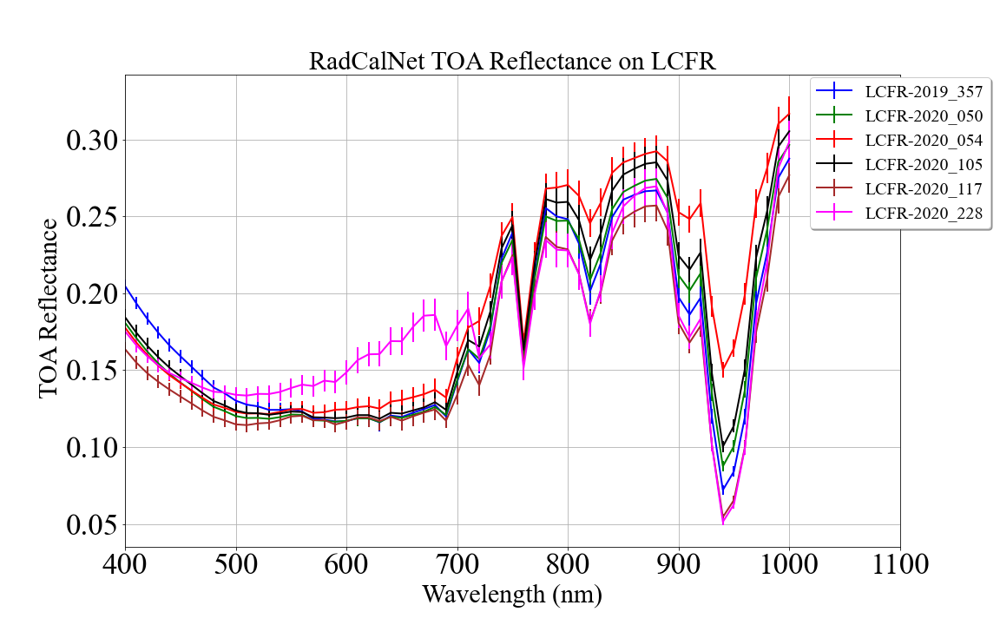 RadCalNet TOA Reflectance on LCFR
LCFR-2019_357
LCFR-2020_050
LCFR-2020_054
LCFR-2020_105
LCFR-2020_117
LCFR-2020_228
TOA Reflectance
0.30
0.25
0.20
0.15
0.10
0.05
400 500 600 700 800 900 1000 1100
Wavelength (nm)